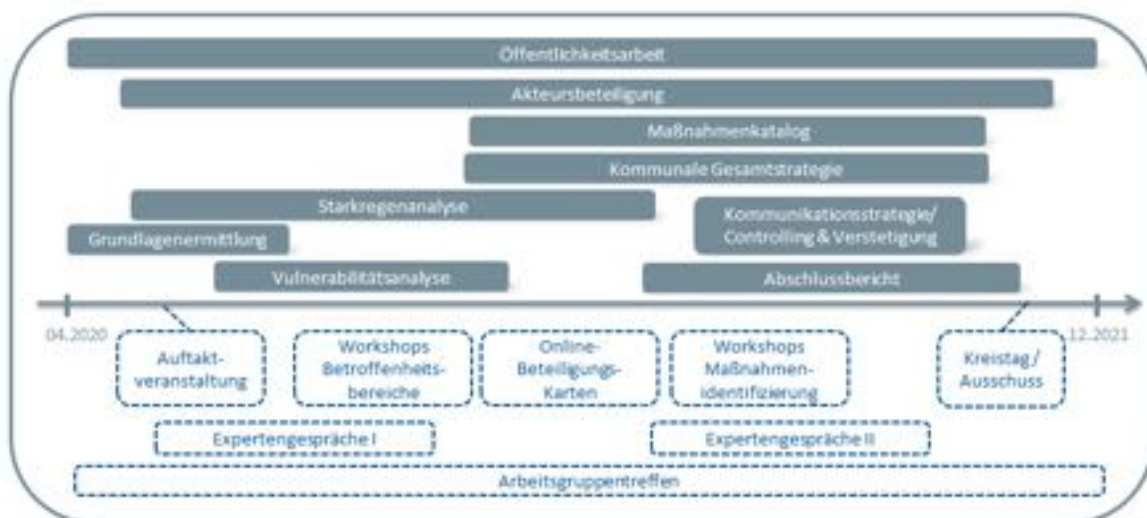 Öffentlichkeitsarbeit
Akteursbeteiligung
Maßnahmenkatalog
Kommunale Gesamtstrategie
Starkregenanalyse
Kommunikationsstrategie/
Controlling & Verstetigung
Grundlagenermittlung
Vulnerabilitätsanalyse
Abschlussbericht
04.2020
12.2021
Auftakt-
veranstaltung
Workshops
Betroffenheits-
bereiche
Online-
Beteiligungs-
Karten
Workshops
Maßnahmen-
identifizierung
Kreistag /
Ausschuss
Expertengespräche I
Expertengespräche II
Arbeitsgruppentreffen